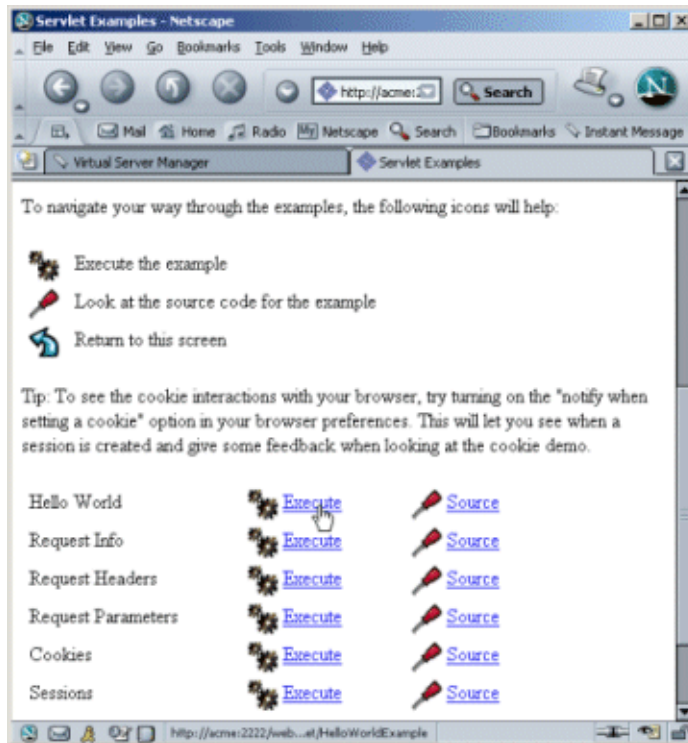 Servlet Examples - Netscape
File Edit View Go Bookmarks Tools Window Help
http://acme: Search N
Mail Home Radio My Netscape Search Bookmarks Instant Message
Virtual Server Manager Servlet Examples
To navigate your way through the examples, the following icons will help:
Execute the example
Look at the source code for the example
Return to this screen
Tip: To see the cookie interactions with your browser, try turning on the "notify when
setting a cookie" option in your browser preferences. This will let you see when a
session is created and give some feedback when looking at the cookie demo.
Hello World Execute Source
Request Info Execute Source
Request Headers Execute Source
Request Parameters Execute Source
Cookies Execute Source
Sessions Execute Source
http://acme:2222/web...et/HelloWorldExample